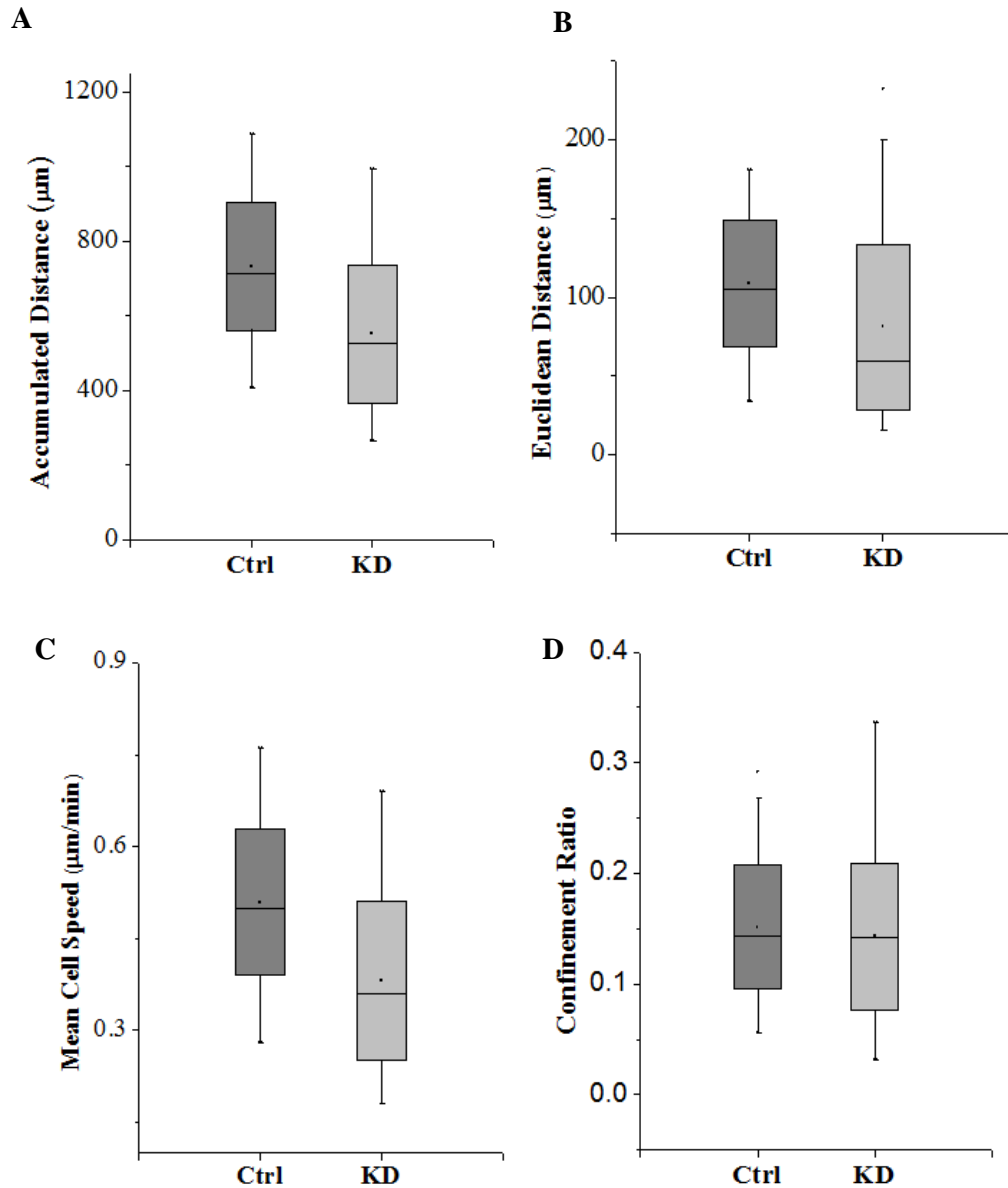 A
Accumulated Distance (μm)
1200
800
400
0
Ctrl
KD
B
Euclidean Distance (μm)
200
100
0
Ctrl
KD
C
Mean Cell Speed (μm/min)
0.9
0.6
0.3
Ctrl
KD
D
Confinement Ratio
0.4
0.3
0.2
0.1
0.0
Ctrl
KD